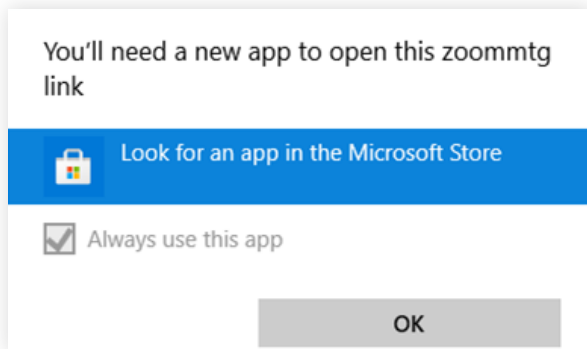 You’ll need a new app to open this zoommtg
link
Look for an app in the Microsoft Store
Always use this app
OK